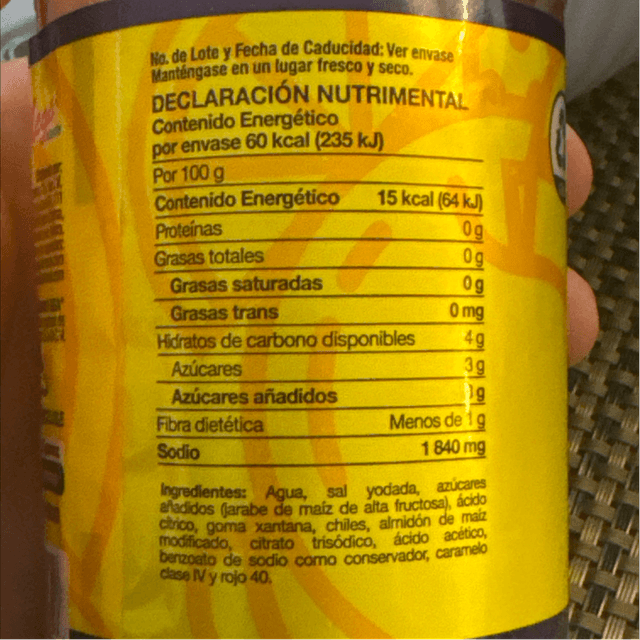 No. de Lote y Fecha de Caducidad: Ver envase
Manténgase en un lugar fresco y seco.
DECLARACIÓN NUTRIMENTAL
Contenido Energético
por envase 60 kcal (235 kJ)
Por 100 g
Contenido Energético 15 kcal (64 kJ)
Proteínas 0 g
Grasas totales 0 g
Grasas saturadas 0 g
Grasas trans 0 mg
Hidratos de carbono disponibles 4 g
Azúcares 3 g
Azúcares añadidos g
Fibra dietética Menos de 1 g
Sodio 1 840 mg
Ingredientes: Agua, sal yodada, azúcares
añadidos (jarabe de maíz de alta fructosa), ácido
cítrico, goma xantana, chiles, almidón de maíz
modificado, citrato trisódico, ácido acético,
benzoato de sodio como conservador, caramelo
clase IV y rojo 40.